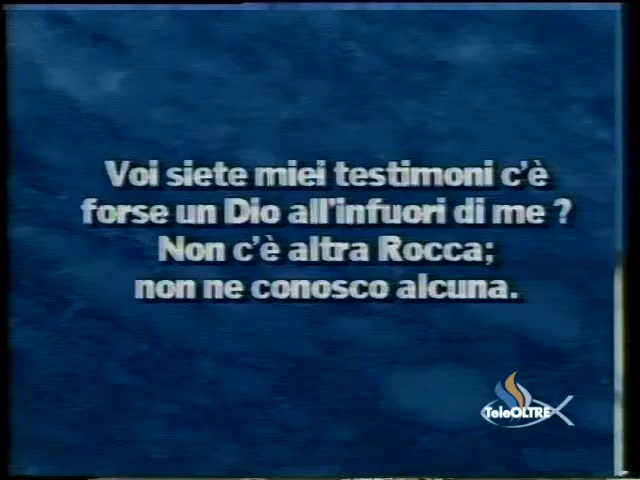 Voi siete miei testimoni c'è
forse un Dio all'infuori di me ?
Non c'è altra Rocca;
non ne conosco alcuna.
TeleOLTRE